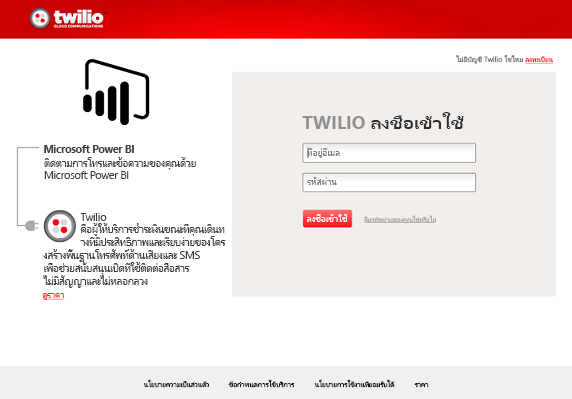 twilio
CLOUD COMMUNICATIONS
ไม่มีบัญชี Twilio ใช่ไหม ลงทะเบียน
Microsoft Power BI
ติดตามการโทรและข้อความของคุณด้วย
Microsoft Power BI
Twilio
คือผู้ให้บริการชำระเงินขณะที่คุณเดินท
างที่มีประสิทธิภาพและเรียบง่ายของโคร
งสร้างพื้นฐานโทรศัพท์ด้านเสียงและ SMS
เพื่อช่วยสนับสนุนเปิดที่ใช้ติดต่อสื่อสาร
ไม่มีสัญญาและไม่หลอกลวง
ดูราคา
TWILIO ลงชื่อเข้าใช้
ที่อยู่อีเมล
รหัสผ่าน
ลงชื่อเข้าใช้ ลืมรหัสผ่านของคุณใช่หรือไม่
นโยบายความเป็นส่วนตัว ข้อกำหนดการใช้บริการ นโยบายการใช้งานที่ยอมรับได้ ราคา